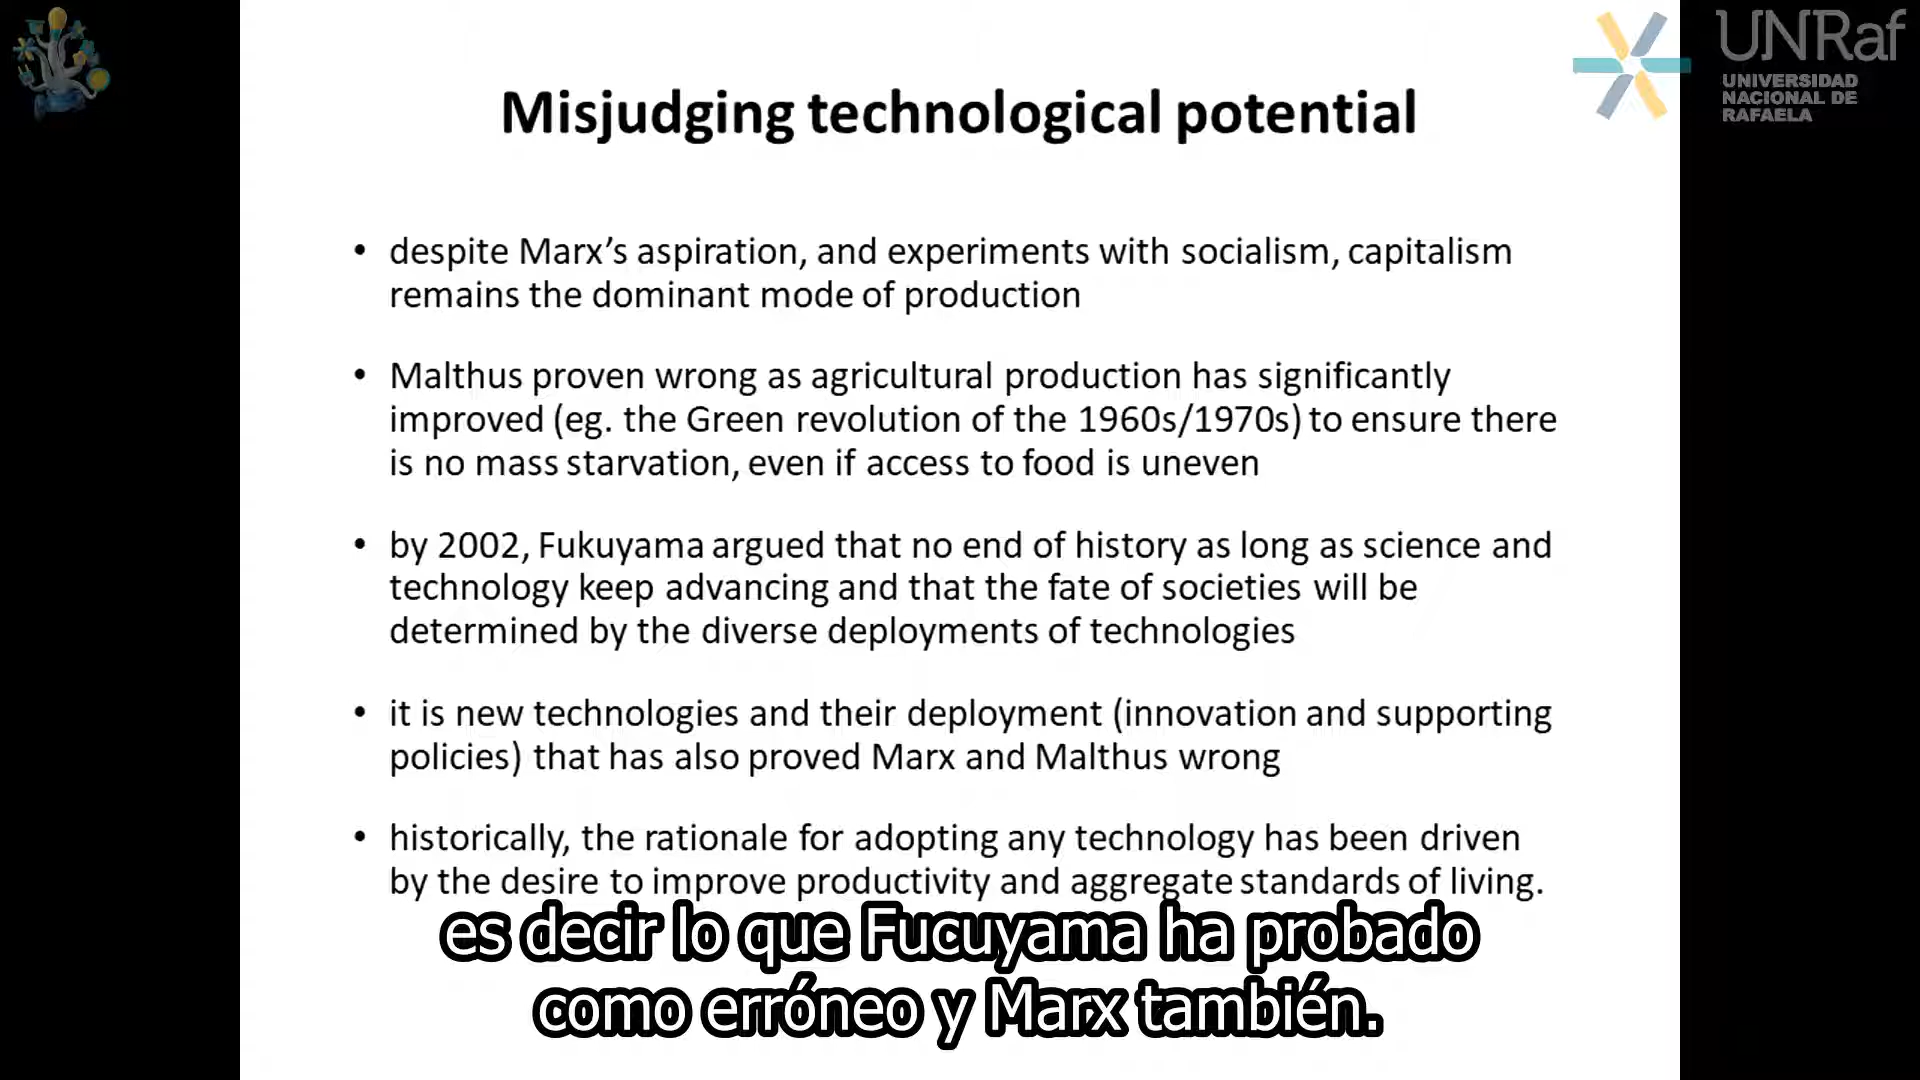 UNRaf
UNIVERSIDAD
NACIONAL DE
RAFAELA
Misjudging technological potential
• despite Marx’s aspiration, and experiments with socialism, capitalism
remains the dominant mode of production
• Malthus proven wrong as agricultural production has significantly
improved (eg. the Green revolution of the 1960s/1970s) to ensure there
is no mass starvation, even if access to food is uneven
• by 2002, Fukuyama argued that no end of history as long as science and
technology keep advancing and that the fate of societies will be
determined by the diverse deployments of technologies
• it is new technologies and their deployment (innovation and supporting
policies) that has also proved Marx and Malthus wrong
• historically, the rationale for adopting any technology has been driven
by the desire to improve productivity and aggregate standards of living.
es decir lo que Fucuyama ha probado
como erróneo y Marx también.